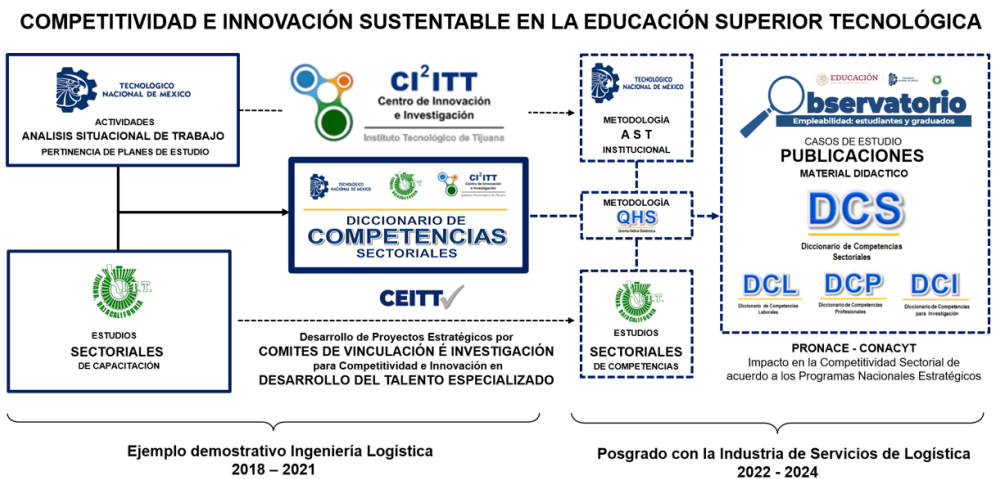 COMPETITIVIDAD E INNOVACIÓN SUSTENTABLE EN LA EDUCACIÓN SUPERIOR TECNOLÓGICA
TECNOLÓGICO
NACIONAL DE MÉXICO
ACTIVIDADES
ANALISIS SITUACIONAL DE TRABAJO
PERTINENCIA DE PLANES DE ESTUDIO
CI²ITT
Centro de Innovación
e Investigación
Instituto Tecnológico de Tijuana
TECNOLÓGICO
NACIONAL DE MÉXICO
METODOLOGÍA
A S T
INSTITUCIONAL
EDUCACIÓN
Observatorio
Empleabilidad: estudiantes y graduados
CASOS DE ESTUDIO
PUBLICACIONES
MATERIAL DIDACTICO
DCS
Diccionario de Competencias
Sectoriales
DCL
Diccionario de Competencias
Laborales
DCP
Diccionario de Competencias
Profesionales
DCI
Diccionario de Competencias
para Investigación
TECNOLÓGICO
NACIONAL DE MÉXICO
CI²ITT
Centro de Innovación
e Investigación
DICCIONARIO DE
COMPETENCIAS
SECTORIALES
METODOLOGÍA
QHS
Quinta Hélice Sistémica
I.T.T.
TIJUANA, BAJA CALIFORNIA
ESTUDIOS
SECTORIALES
DE CAPACITACIÓN
CEITT
Desarrollo de Proyectos Estratégicos por
COMITES DE VINCULACIÓN É INVESTIGACIÓN
para Competitividad e Innovación en
DESARROLLO DEL TALENTO ESPECIALIZADO
ESTUDIOS
SECTORIALES
DE COMPETENCIAS
PRONACE - CONACYT
Impacto en la Competitividad Sectorial de
acuerdo a los Programas Nacionales Estratégicos
Ejemplo demostrativo Ingeniería Logística
2018 – 2021
Posgrado con la Industria de Servicios de Logística
2022 - 2024